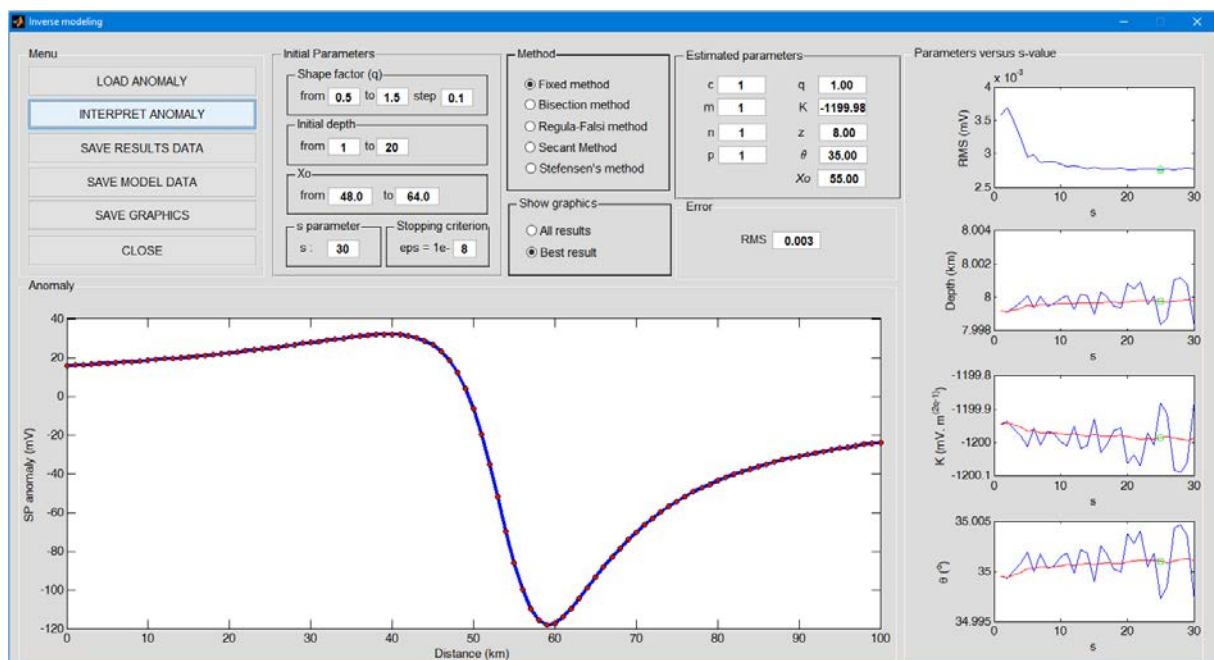 Inverse modeling
Menu
LOAD ANOMALY
INTERPRET ANOMALY
SAVE RESULTS DATA
SAVE MODEL DATA
SAVE GRAPHICS
CLOSE
Initial Parameters
Shape factor (q)
from 0.5 to 1.5 step 0.1
Initial depth
from 1 to 20
Xo
from 48.0 to 64.0
s parameter
s : 30
Stopping criterion
eps = 1e- 8
Method
Fixed method
Bisection method
Regula-Falsi method
Secant Method
Stefensen's method
Show graphics
All results
Best result
Estimated parameters
c 1 q 1.00
m 1 K -1199.98
n 1 z 8.00
p 1 θ 35.00
Xo 55.00
Error
RMS 0.003
Parameters versus s-value
x 10⁻³
4
3.5
3
2.5
RMS (mV)
0 10 20 30
s
8.004
8.002
8
7.998
Depth (km)
0 10 20 30
s
-1199.8
-1199.9
-1200
-1200.1
K (mV. m(2q-1))
0 10 20 30
s
35.005
35
34.995
θ (°)
0 10 20 30
s
Anomaly
40
20
0
-20
-40
-60
-80
-100
-120
SP anomaly (mV)
0 10 20 30 40 50 60 70 80 90 100
Distance (km)